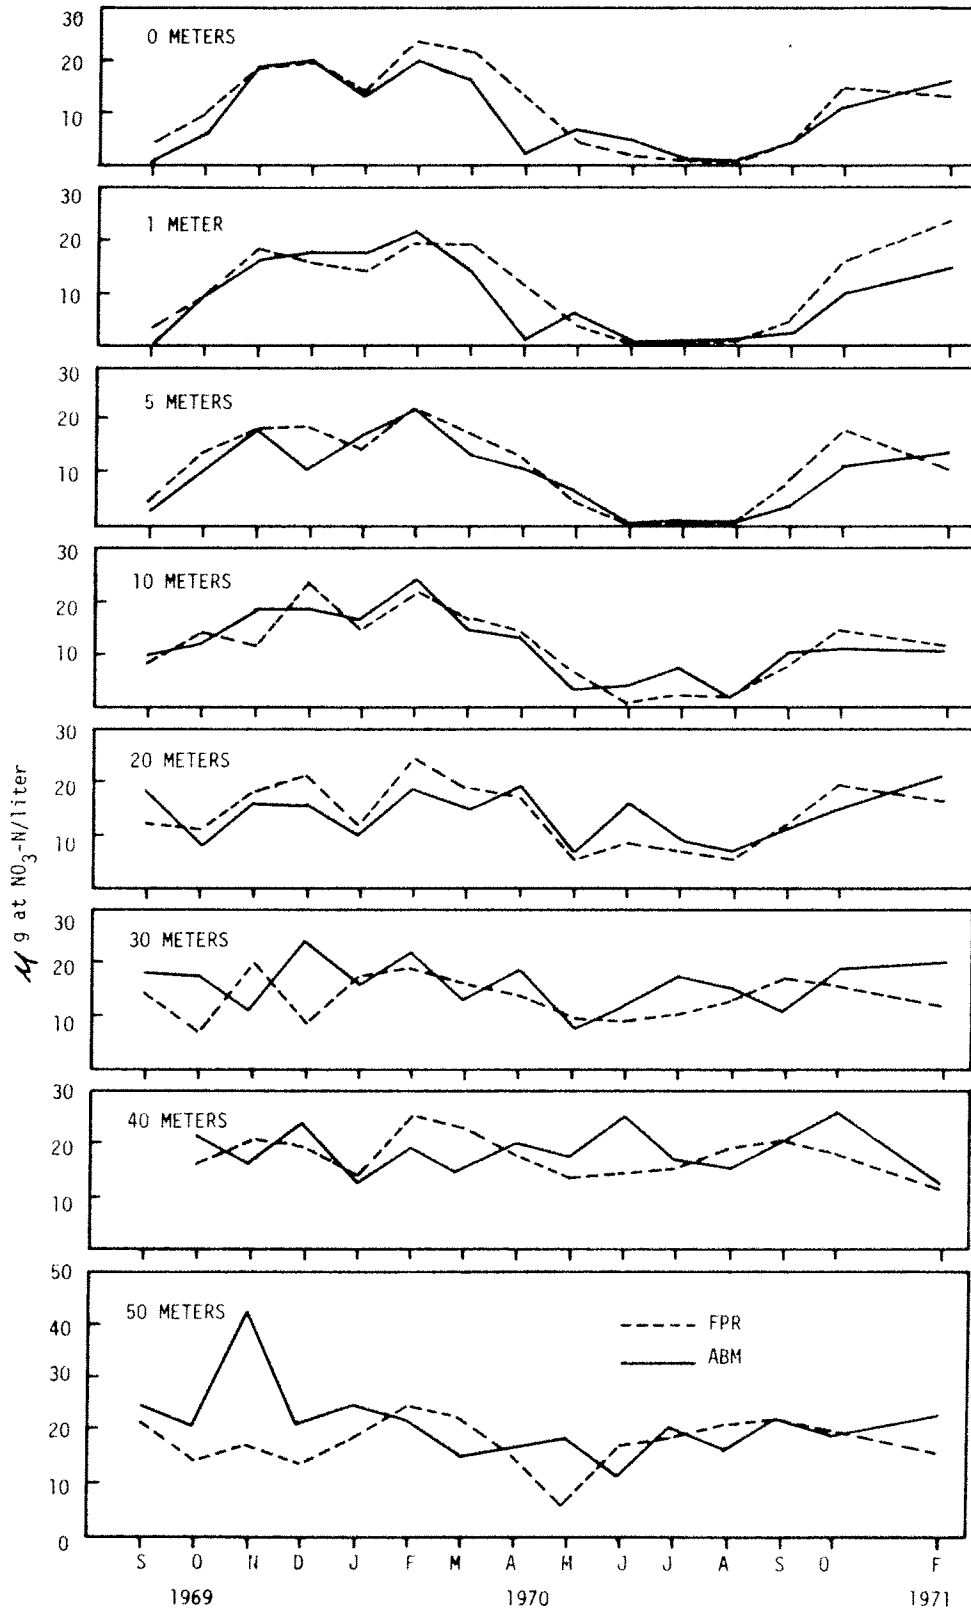 30
0 METERS
20
10
30
1 METER
20
10
30
5 METERS
20
10
30
10 METERS
20
10
30
20 METERS
20
10
30
30 METERS
20
10
30
40 METERS
20
10
50
50 METERS
40
30
20
10
0
FPR
ABM
µ g at NO3-N/liter
S O N D J F M A M J J A S O F
1969 1970 1971